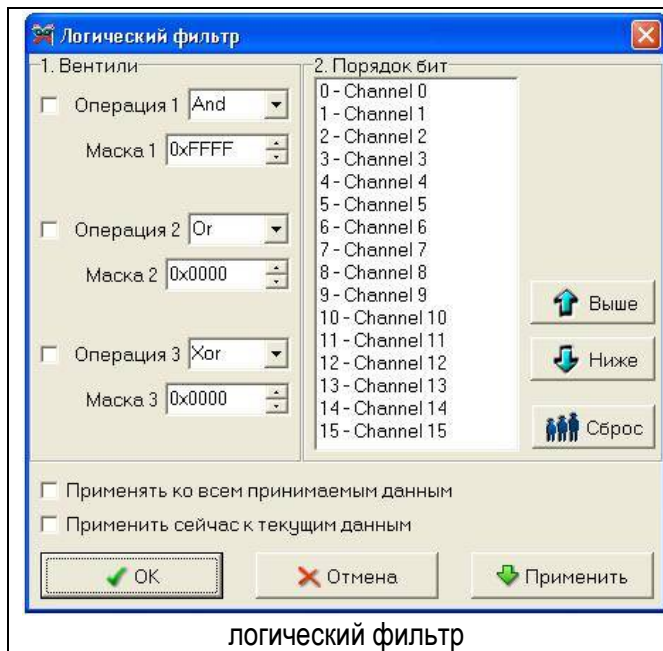 Логический фильтр
1. Вентили
Операция 1 And
Маска 1 0xFFFF
Операция 2 Or
Маска 2 0x0000
Операция 3 Xor
Маска 3 0x0000
2. Порядок бит
0 - Channel 0
1 - Channel 1
2 - Channel 2
3 - Channel 3
4 - Channel 4
5 - Channel 5
6 - Channel 6
7 - Channel 7
8 - Channel 8
9 - Channel 9
10 - Channel 10
11 - Channel 11
12 - Channel 12
13 - Channel 13
14 - Channel 14
15 - Channel 15
Выше
Ниже
Сброс
Применять ко всем принимаемым данным
Применить сейчас к текущим данным
OK
Отмена
Применить
логический фильтр